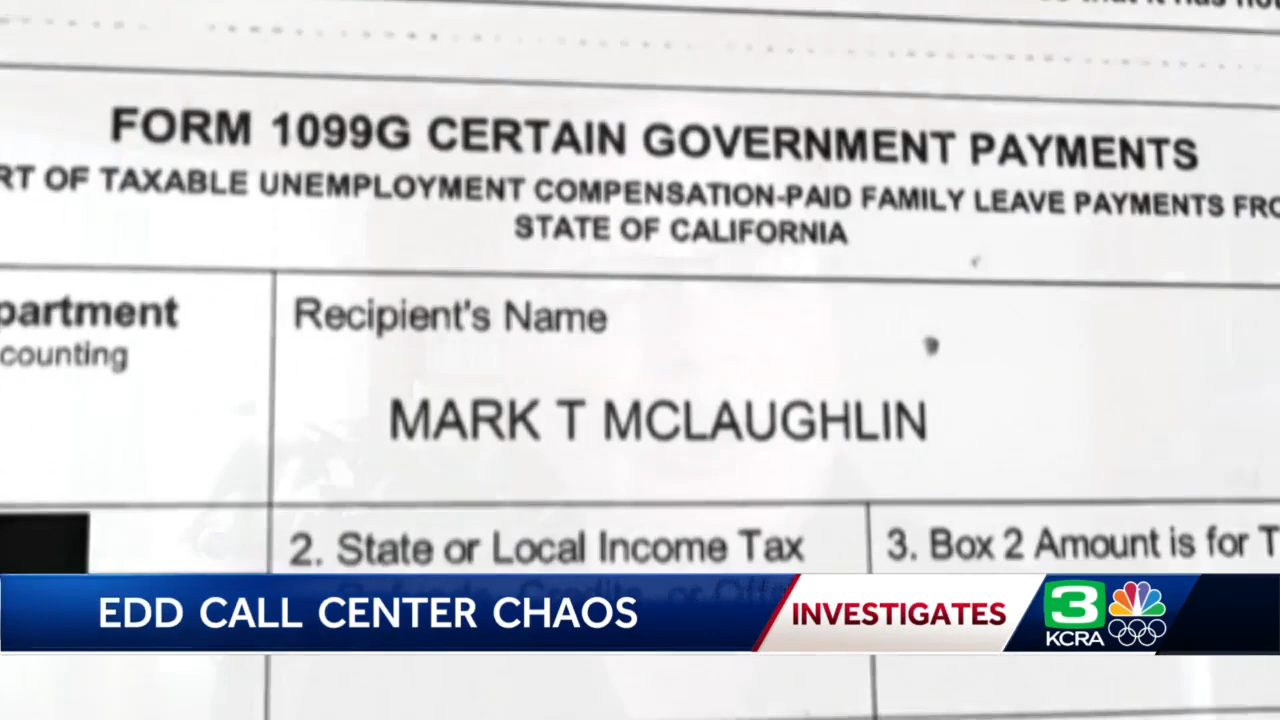 FORM 1099G CERTAIN GOVERNMENT PAYMENTS
RT OF TAXABLE UNEMPLOYMENT COMPENSATION-PAID FAMILY LEAVE PAYMENTS FRO
STATE OF CALIFORNIA
partment
counting
Recipient's Name
MARK T MCLAUGHLIN
2. State or Local Income Tax
3. Box 2 Amount is for T
EDD CALL CENTER CHAOS
INVESTIGATES
3
KCRA